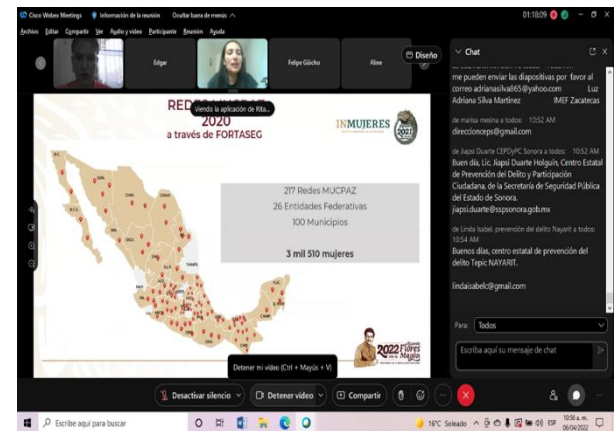 Cisco Webex Meetings
Información de la reunión
Ocultar barra de menús
01:18:09
Archivo Editar Compartir Ver Audio y video Participante Reunión Ayuda
Edgar
Felipe Güicho
Aline
Diseño
Viendo la aplicación de Rita...
REDES MUCPAZ
2020
a través de FORTASEG
INMUJERES
217 Redes MUCPAZ
26 Entidades Federativas
100 Municipios
3 mil 510 mujeres
2022 Flores
Magón
Detener mi video (Ctrl + Mayús + V)
Chat
me pueden enviar las diapositivas por favor al
correo adrianasilva865@yahoo.com Luz
Adriana Silva Martínez IMEF Zacatecas
de marisa mesina a todos: 10:52 AM
direccionceps@gmail.com
de Jiapsi Duarte CEPDyPC Sonora a todos: 10:52 AM
Buen día, Lic. Jiapsi Duarte Holguín, Centro Estatal
de Prevención del Delito y Participación
Ciudadana, de la Secretaría de Seguridad Pública
del Estado de Sonora.
jiapsi.duarte@sspsonora.gob.mx
de Linda Isabel, prevención del delito Nayarit a todos:
10:54 AM
Buenos días, centro estatal de prevención del
delito Tepic NAYARIT.
lindaisabelc@gmail.com
Para: Todos
Escriba aquí su mensaje de chat
Desactivar silencio
Detener video
Compartir
Escribe aquí para buscar
16°C Soleado
ESP
10:56 a. m.
06/04/2022